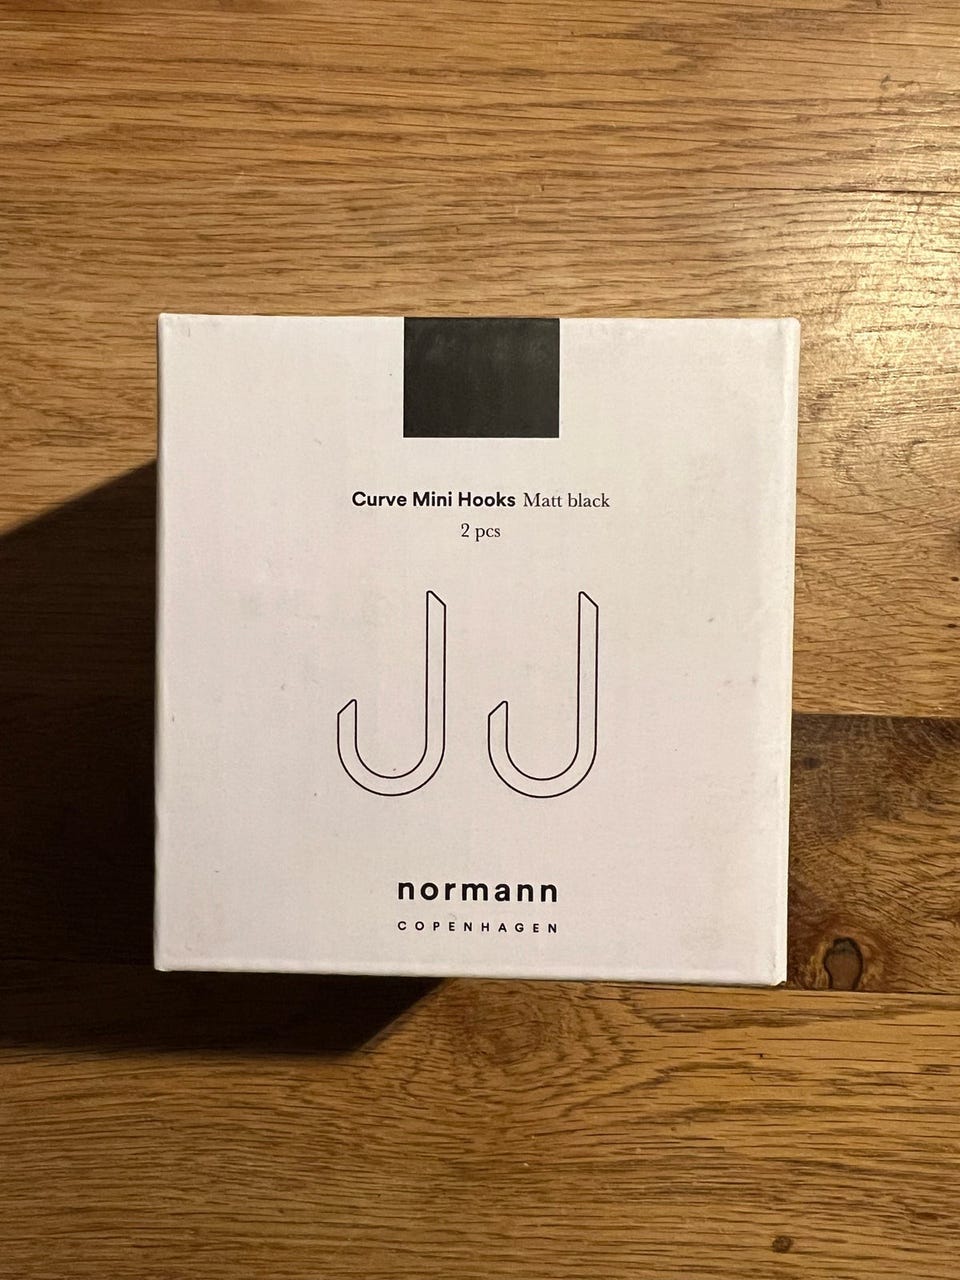 Curve Mini Hooks Matt black
2 pcs
normann
COPENHAGEN